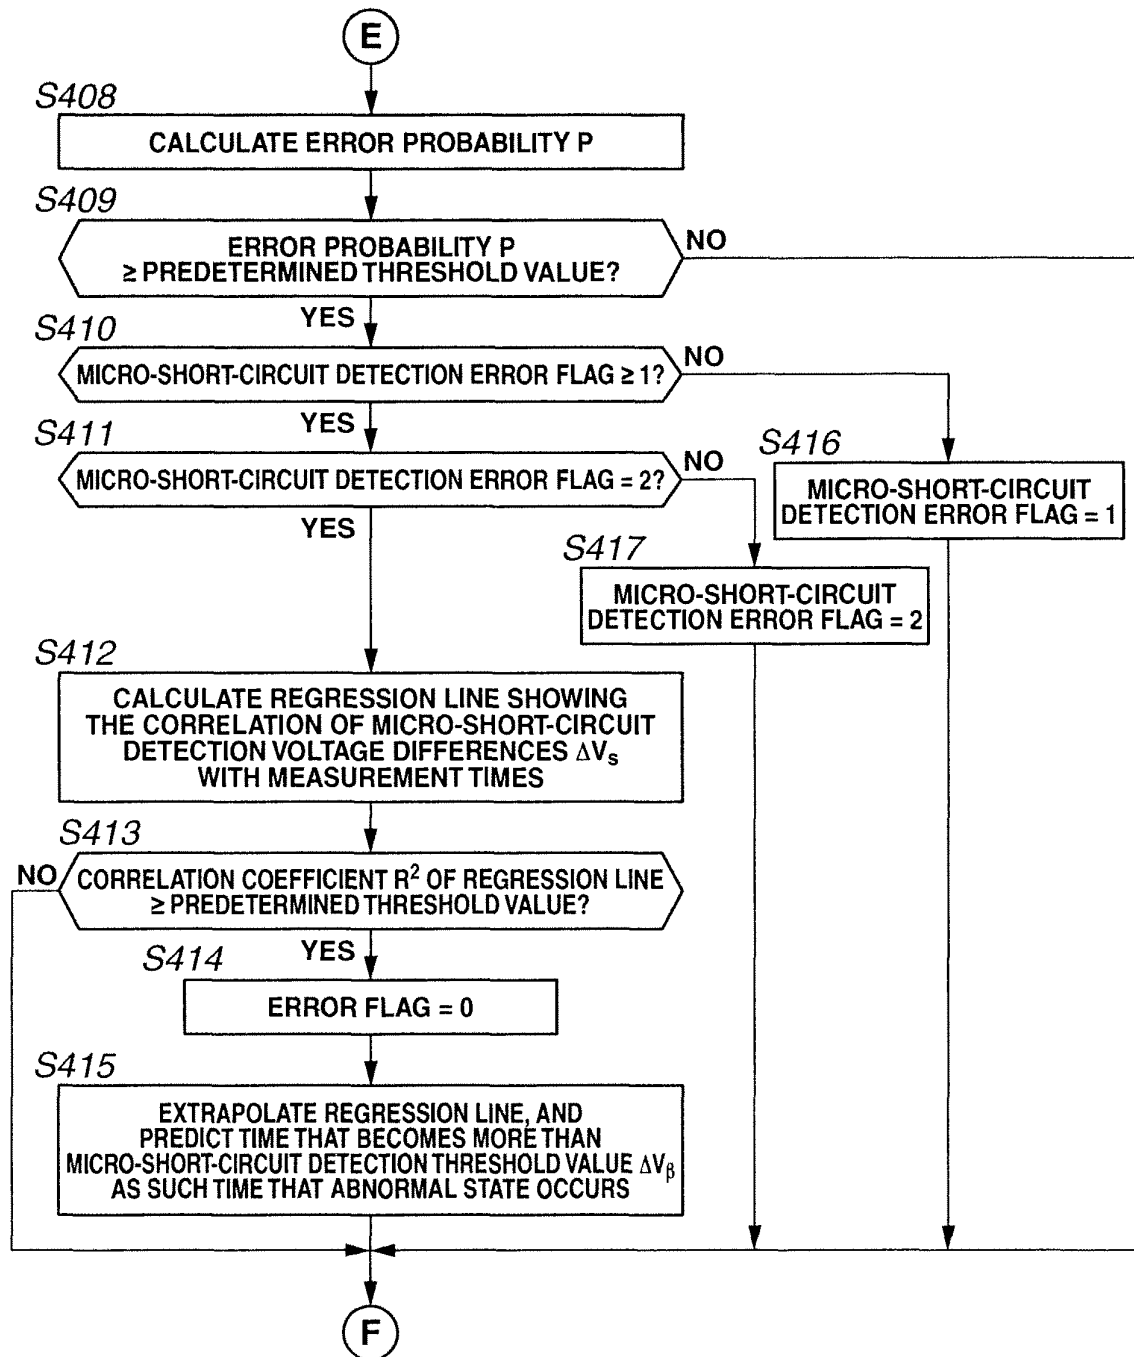 E
S408
CALCULATE ERROR PROBABILITY P
S409
ERROR PROBABILITY P
≥ PREDETERMINED THRESHOLD VALUE?
NO
YES
S410
MICRO-SHORT-CIRCUIT DETECTION ERROR FLAG ≥ 1?
NO
YES
S411
MICRO-SHORT-CIRCUIT DETECTION ERROR FLAG = 2?
NO
YES
S416
MICRO-SHORT-CIRCUIT
DETECTION ERROR FLAG = 1
S417
MICRO-SHORT-CIRCUIT
DETECTION ERROR FLAG = 2
S412
CALCULATE REGRESSION LINE SHOWING
THE CORRELATION OF MICRO-SHORT-CIRCUIT
DETECTION VOLTAGE DIFFERENCES ΔVs
WITH MEASUREMENT TIMES
S413
NO
CORRELATION COEFFICIENT R² OF REGRESSION LINE
≥ PREDETERMINED THRESHOLD VALUE?
YES
S414
ERROR FLAG = 0
S415
EXTRAPOLATE REGRESSION LINE, AND
PREDICT TIME THAT BECOMES MORE THAN
MICRO-SHORT-CIRCUIT DETECTION THRESHOLD VALUE ΔVβ
AS SUCH TIME THAT ABNORMAL STATE OCCURS
F